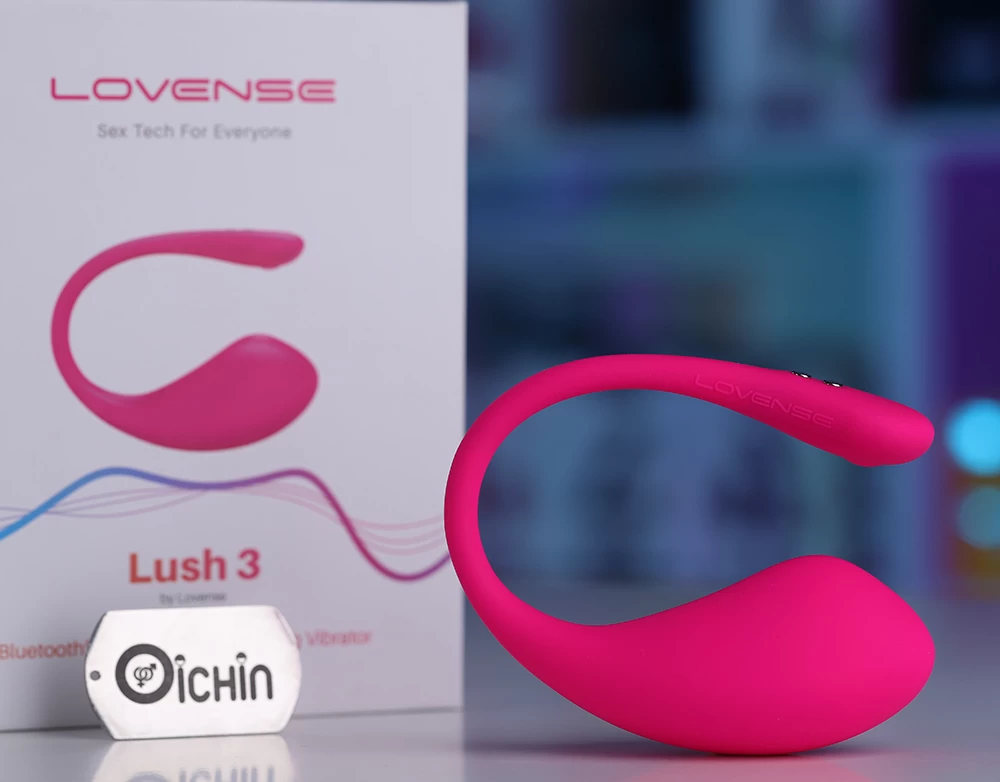 LOVENSE
Sex Tech For Everyone
LOVENSE
Lush 3
by Lovense
Bluetooth® g Vibrator
Oichin